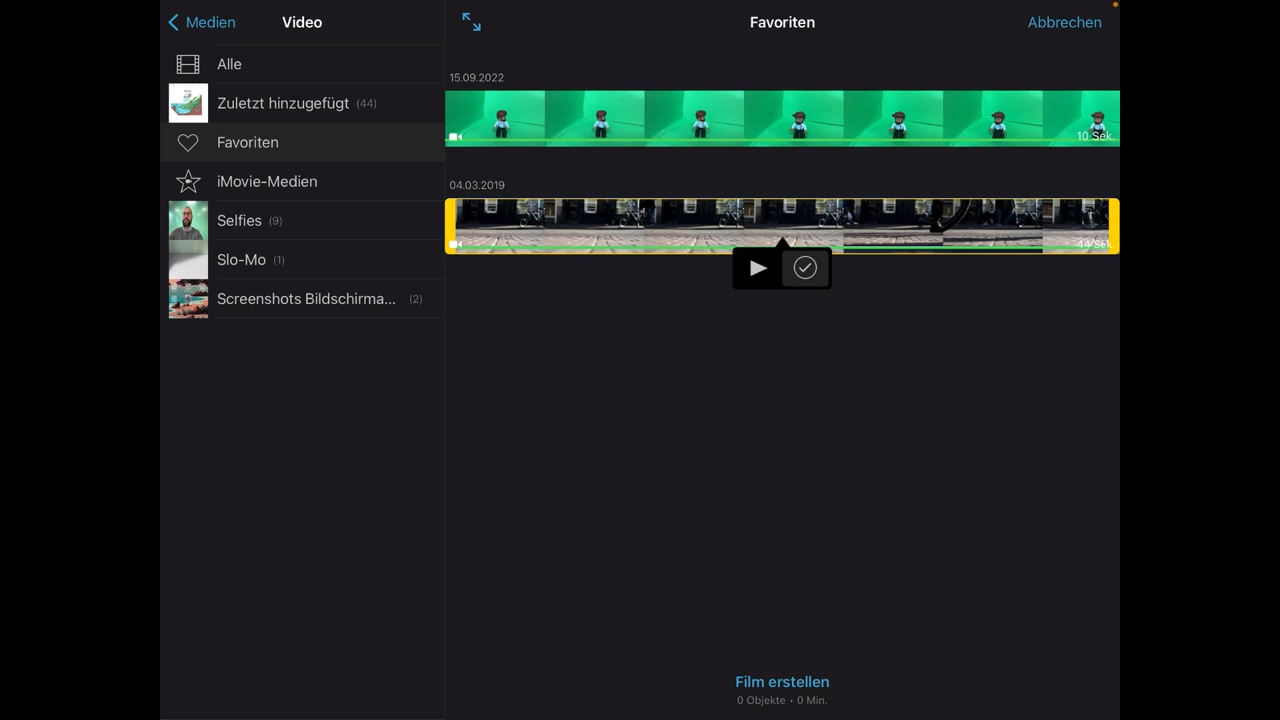 Medien
Video
Favoriten
Abbrechen
Alle
Zuletzt hinzugefügt (44)
Favoriten
iMovie-Medien
Selfies (9)
Slo-Mo (1)
Screenshots Bildschirma... (2)
15.09.2022
10 Sek.
04.03.2019
44 Sek.
Film erstellen
0 Objekte • 0 Min.